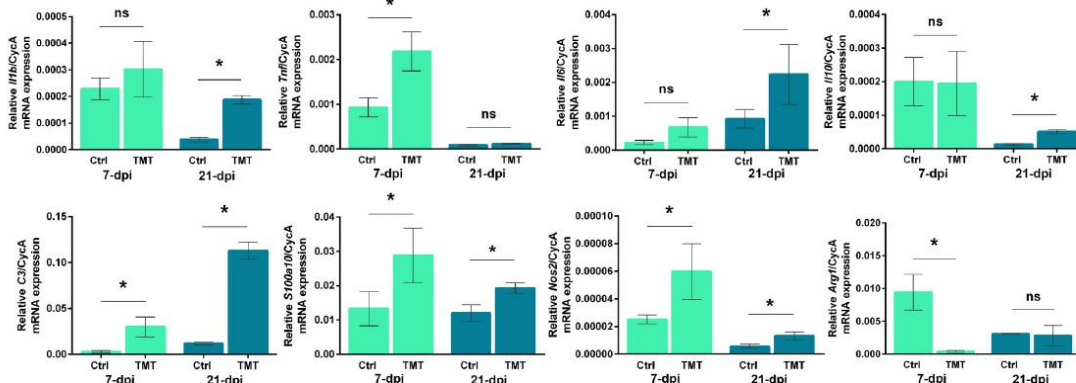 Relative Il1b/CycA
mRNA expression
0.0005
0.0004
0.0003
0.0002
0.0001
0.0000
ns
*
Ctrl TMT Ctrl TMT
7-dpi 21-dpi
Relative Tnf/CycA
mRNA expression
0.003
0.002
0.001
0.000
*
ns
Ctrl TMT Ctrl TMT
7-dpi 21-dpi
Relative Il6/CycA
mRNA expression
0.006
0.004
0.002
0.001
0.000
ns
*
Ctrl TMT Ctrl TMT
7-dpi 21-dpi
Relative Il10/CycA
mRNA expression
0.0004
0.0003
0.0002
0.0001
0.0000
ns
*
Ctrl TMT Ctrl TMT
7-dpi 21-dpi
Relative C3/CycA
mRNA expression
0.15
0.10
0.05
0.00
*
*
Ctrl TMT Ctrl TMT
7-dpi 21-dpi
Relative S100a10/CycA
mRNA expression
0.04
0.03
0.02
0.01
0.00
*
*
Ctrl TMT Ctrl TMT
7-dpi 21-dpi
Relative Nos2/CycA
mRNA expression
0.00010
0.00008
0.00006
0.00004
0.00002
0.00000
*
*
Ctrl TMT Ctrl TMT
7-dpi 21-dpi
Relative Arg1/CycA
mRNA expression
0.020
0.015
0.010
0.005
0.000
*
ns
Ctrl TMT Ctrl TMT
7-dpi 21-dpi